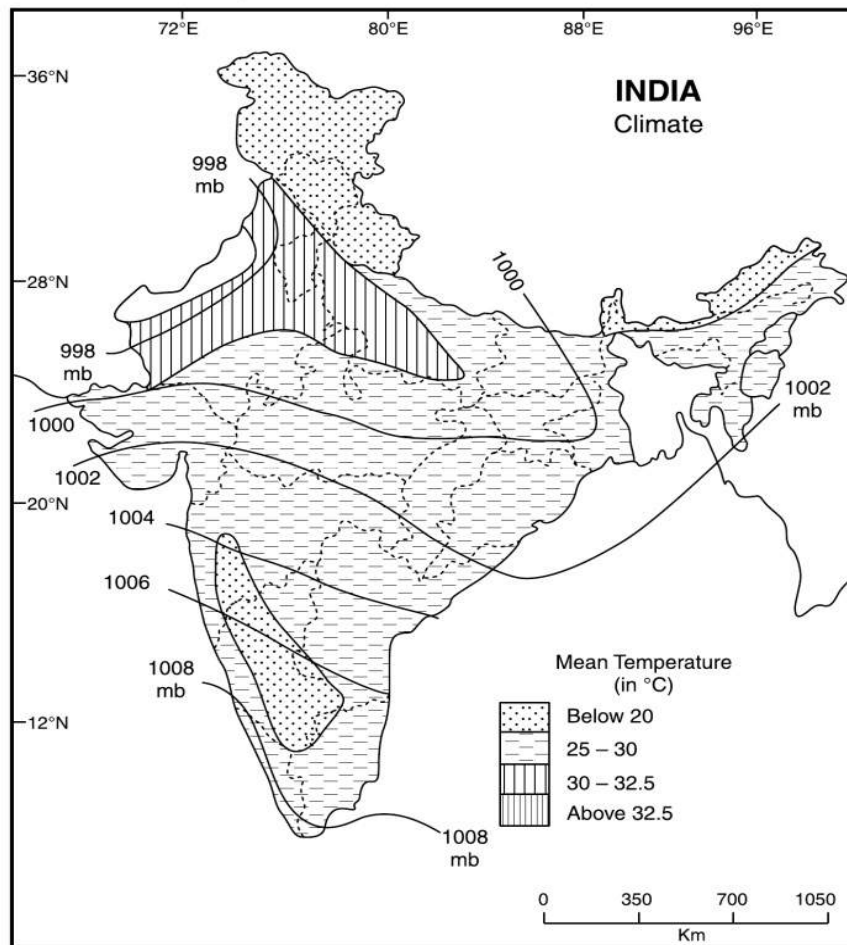 72°E 80°E 88°E 96°E
36°N
INDIA
Climate
998
mb
28°N
1000
998
mb
1002
mb
1000
1002
20°N
1004
1006
1008
mb
12°N
Mean Temperature
(in °C)
Below 20
25 – 30
30 – 32.5
Above 32.5
1008
mb
0 350 700 1050
Km